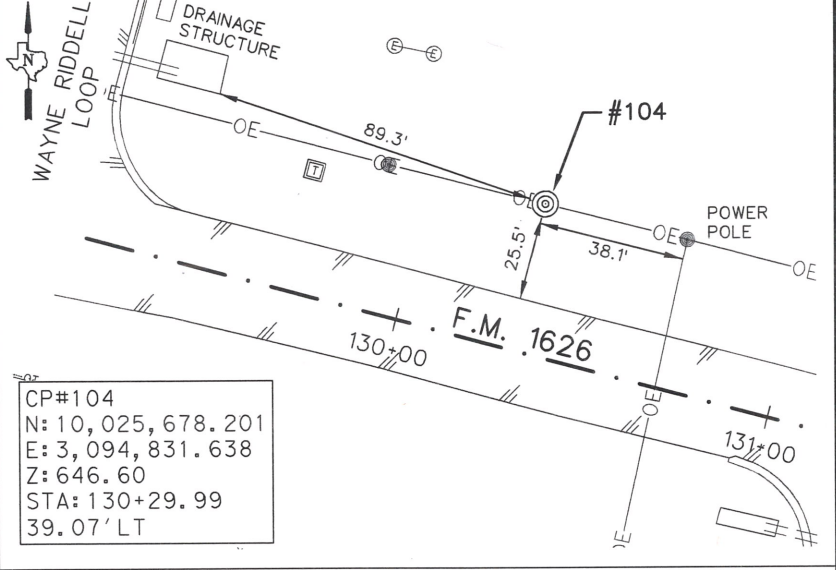 DRAINAGE
STRUCTURE
E
E
N
WAYNE RIDDELL
LOOP
E
OE
89.3'
#104
T
O
OE
POWER
POLE
OE
25.5'
38.1'
F.M. 1626
130+00
OE
131+00
OE
CP#104
N: 10,025,678.201
E: 3,094,831.638
Z: 646.60
STA: 130+29.99
39.07' LT